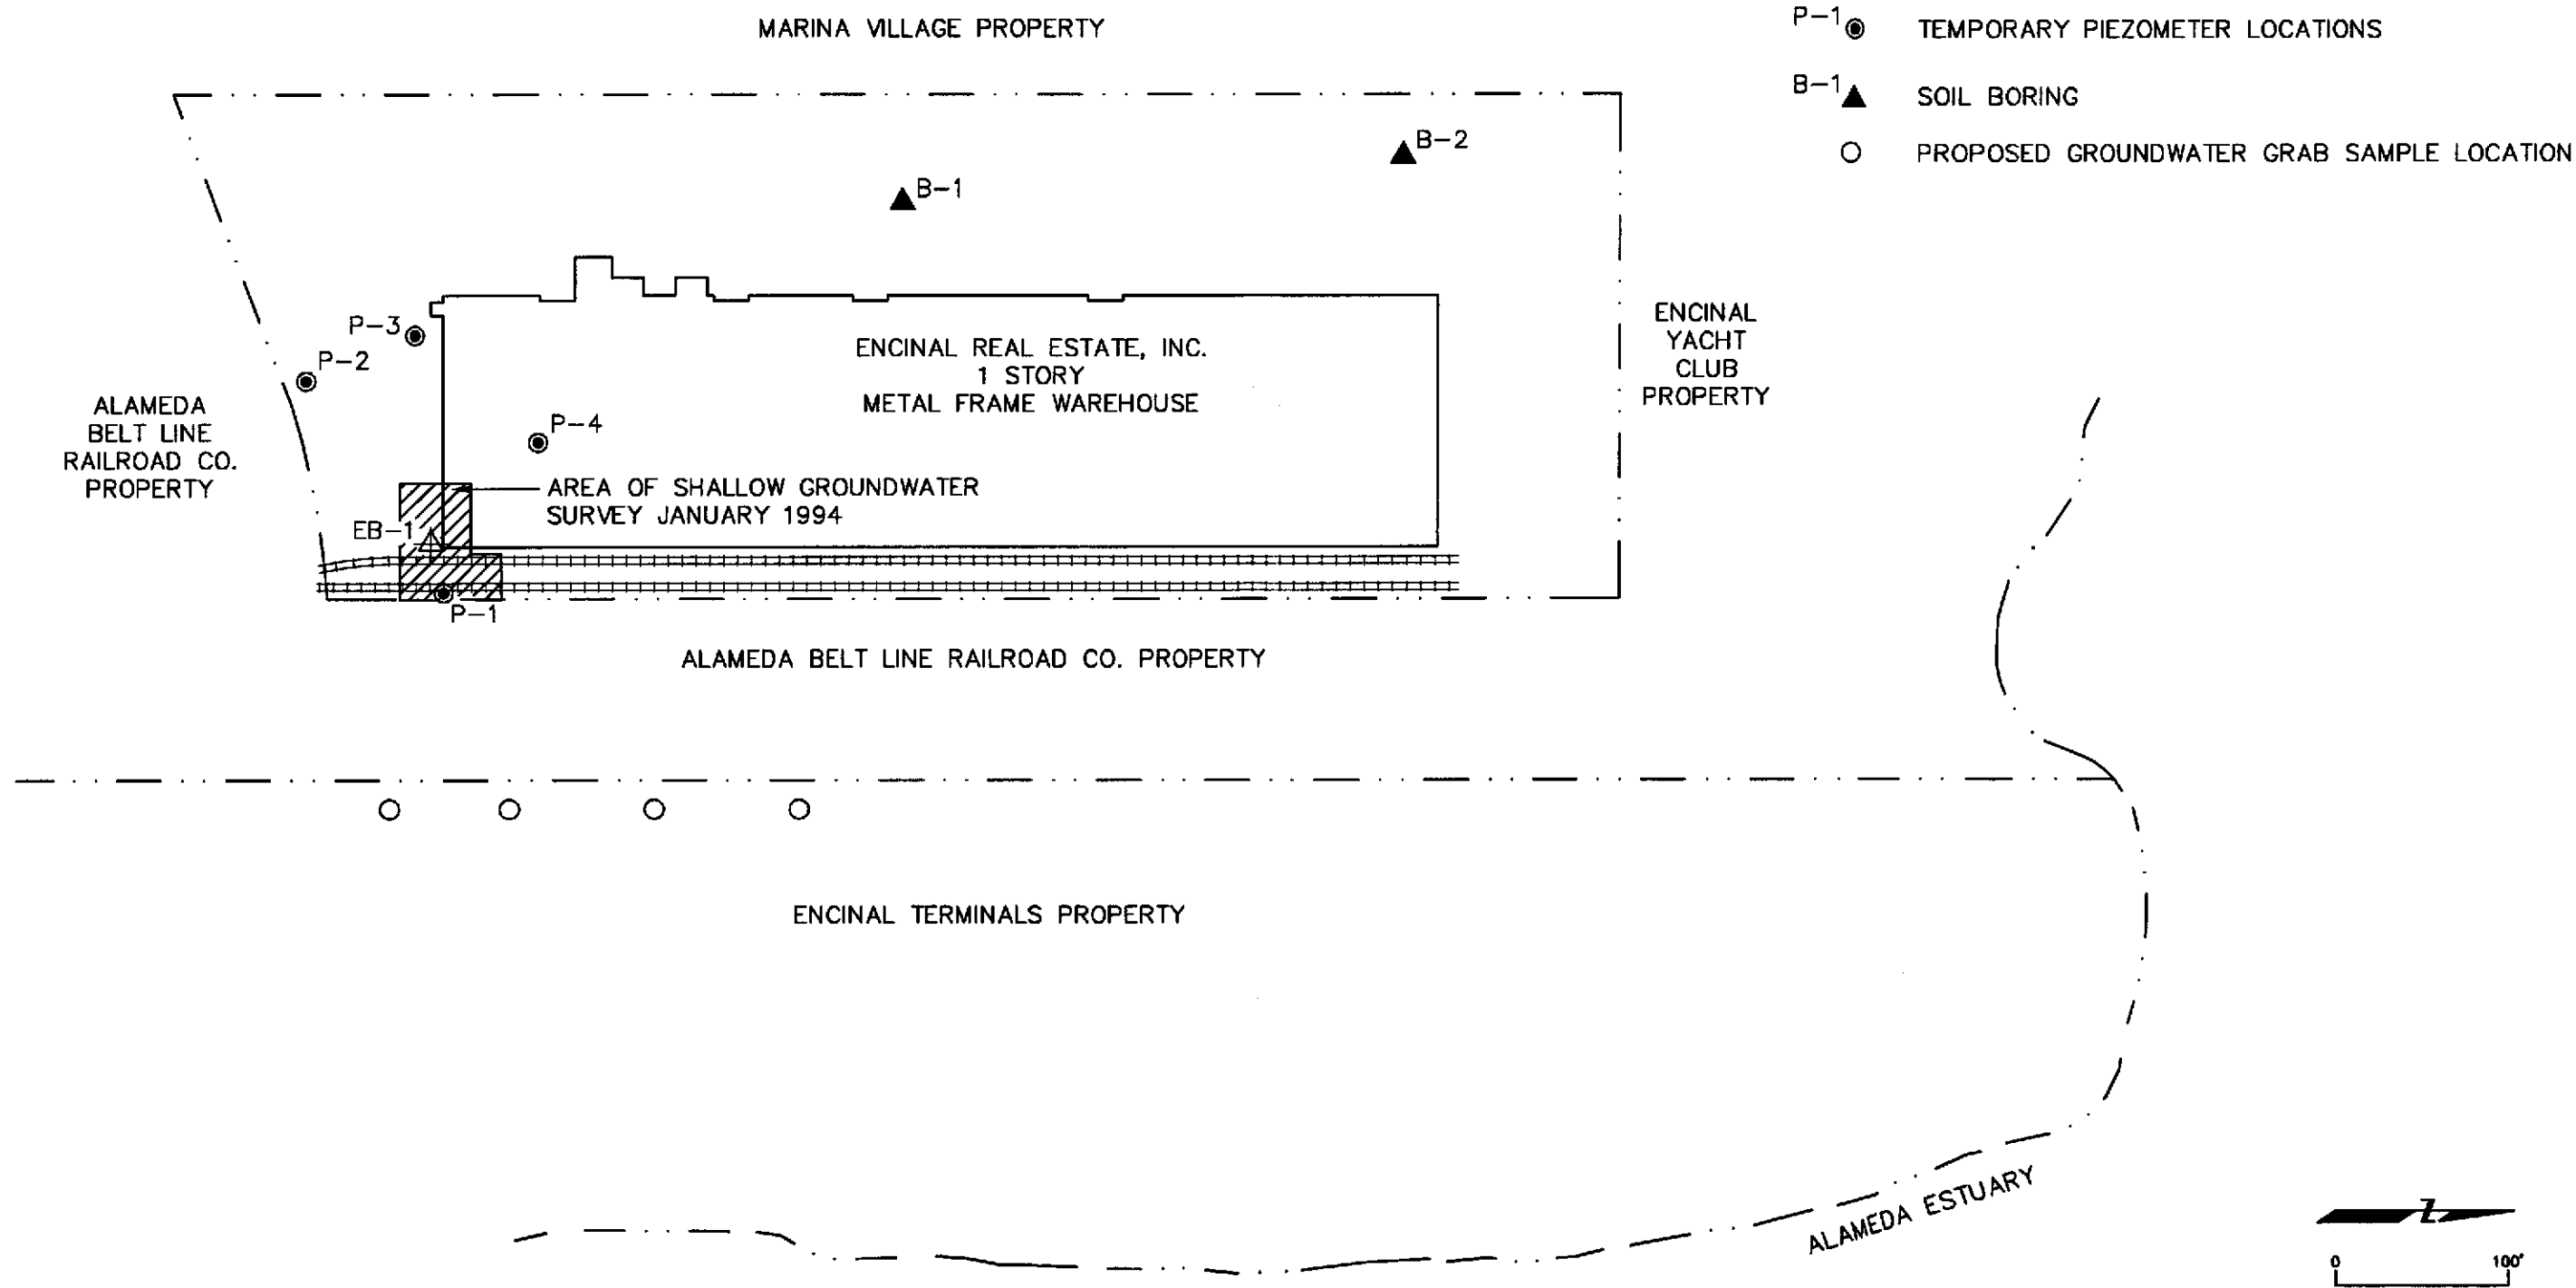 MARINA VILLAGE PROPERTY
P-1 TEMPORARY PIEZOMETER LOCATIONS
B-1 SOIL BORING
PROPOSED GROUNDWATER GRAB SAMPLE LOCATION
B-2
B-1
P-3
P-2
ENCINAL REAL ESTATE, INC.
1 STORY
METAL FRAME WAREHOUSE
ENCINAL
YACHT
CLUB
PROPERTY
ALAMEDA
BELT LINE
RAILROAD CO.
PROPERTY
P-4
AREA OF SHALLOW GROUNDWATER
SURVEY JANUARY 1994
EB-1
P-1
ALAMEDA BELT LINE RAILROAD CO. PROPERTY
ENCINAL TERMINALS PROPERTY
ALAMEDA ESTUARY
Z
0 100'